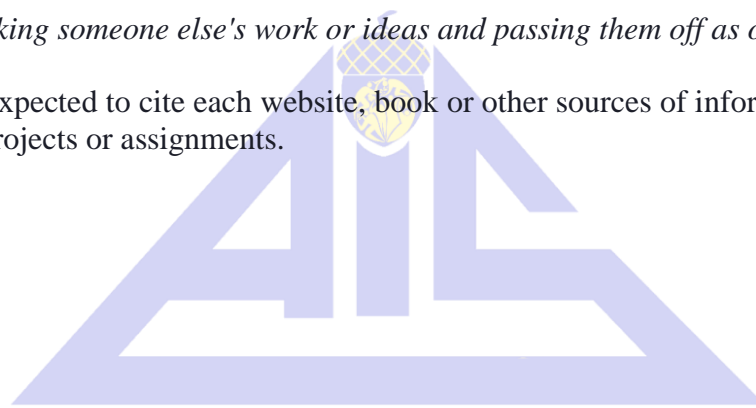 king someone else's work or ideas and passing them off as o
xpected to cite each website, book or other sources of infor
rojects or assignments.
AIS